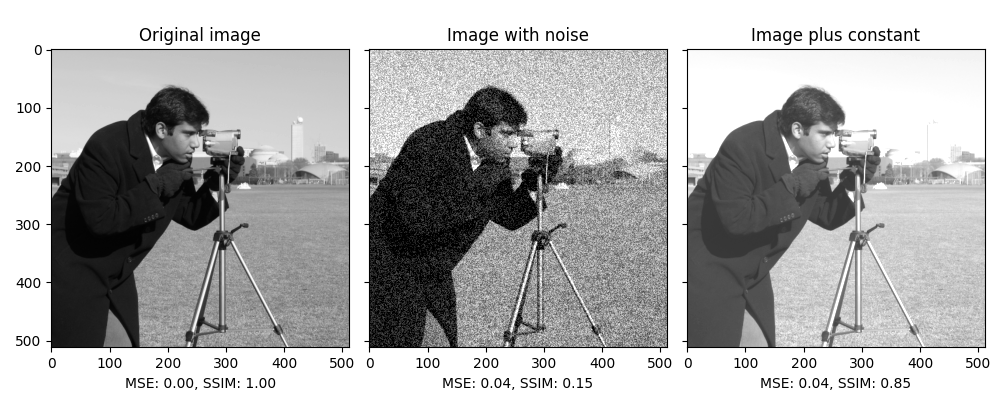 Original image
Image with noise
Image plus constant
0
100
200
300
400
500
0 100 200 300 400 500
0 100 200 300 400 500
0 100 200 300 400 500
MSE: 0.00, SSIM: 1.00
MSE: 0.04, SSIM: 0.15
MSE: 0.04, SSIM: 0.85